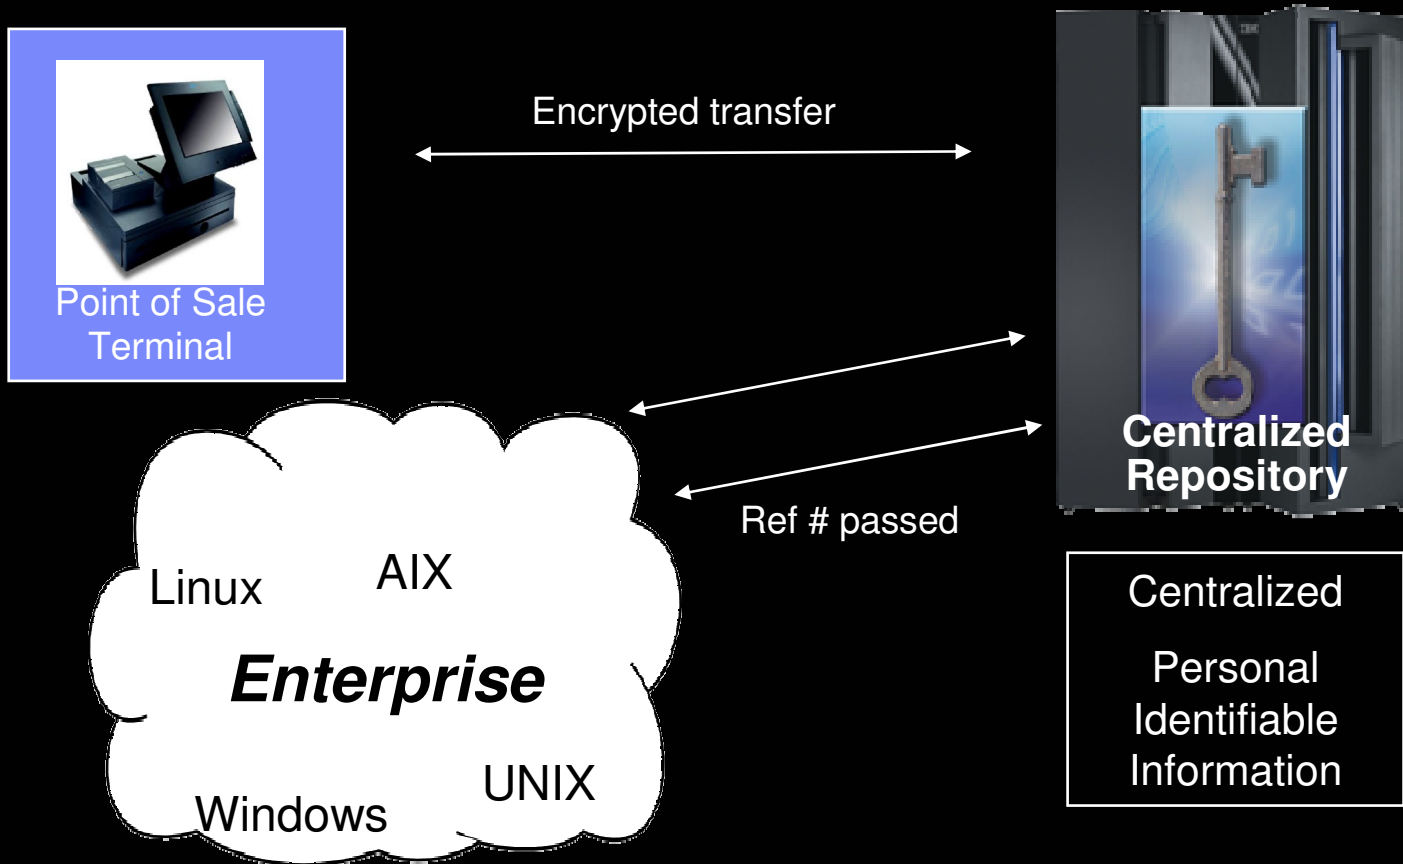 Encrypted transfer
Point of Sale
Terminal
Centralized
Repository
Ref # passed
Linux
AIX
Enterprise
Windows
UNIX
Centralized
Personal
Identifiable
Information